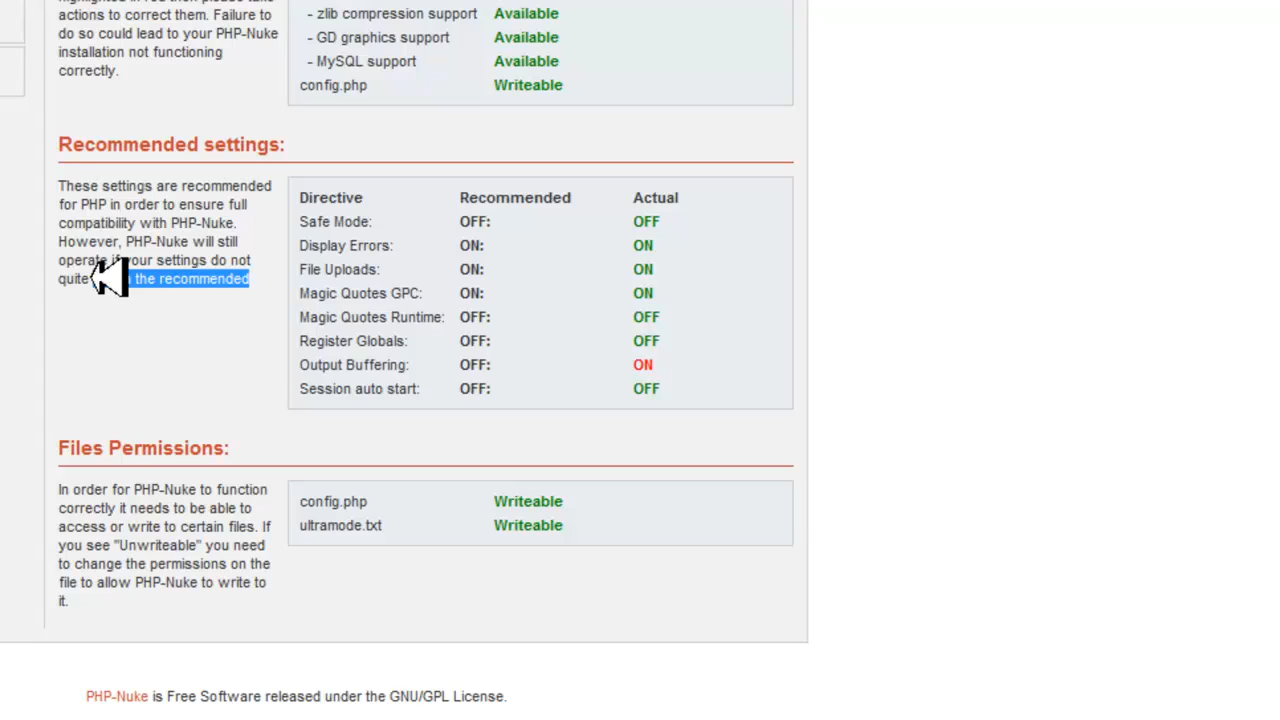 actions to correct them. Failure to
do so could lead to your PHP-Nuke
installation not functioning
correctly.
- zlib compression support Available
- GD graphics support Available
- MySQL support Available
config.php Writeable
Recommended settings:
These settings are recommended
for PHP in order to ensure full
compatibility with PHP-Nuke.
However, PHP-Nuke will still
operate if your settings do not
quite the recommended
Directive Recommended Actual
Safe Mode: OFF: OFF
Display Errors: ON: ON
File Uploads: ON: ON
Magic Quotes GPC: ON: ON
Magic Quotes Runtime: OFF: OFF
Register Globals: OFF: OFF
Output Buffering: OFF: ON
Session auto start: OFF: OFF
Files Permissions:
In order for PHP-Nuke to function
correctly it needs to be able to
access or write to certain files. If
you see "Unwriteable" you need
to change the permissions on the
file to allow PHP-Nuke to write to
it.
config.php Writeable
ultramode.txt Writeable
PHP-Nuke is Free Software released under the GNU/GPL License.